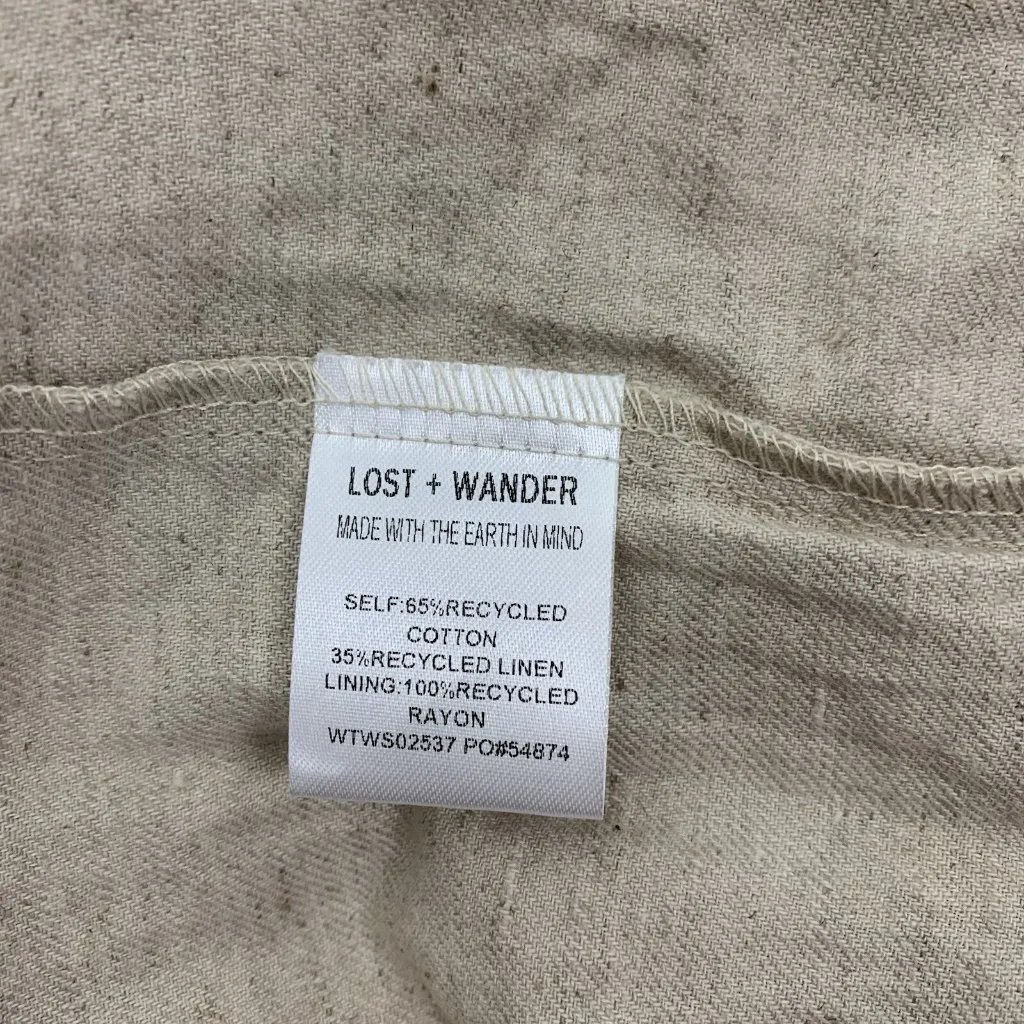 LOST + WANDER
MADE WITH THE EARTH IN MIND
SELF:65%RECYCLED
COTTON
35%RECYCLED LINEN
LINING:100%RECYCLED
RAYON
WTWS02537 PO#54874